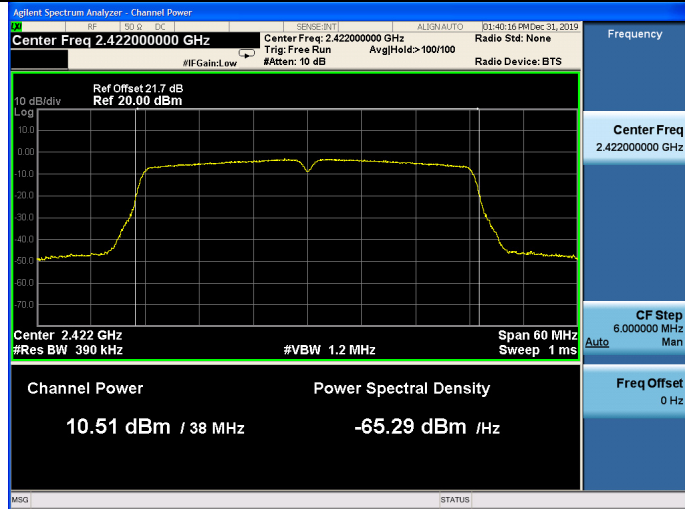 Agilent Spectrum Analyzer - Channel Power
RF 50 Ω DC SENSE:INT ALIGN AUTO 01:40:16 PM Dec 31, 2019
Center Freq 2.422000000 GHz
Center Freq: 2.422000000 GHz Radio Std: None
Trig: Free Run Avg|Hold:> 100/100
#IFGain:Low #Atten: 10 dB Radio Device: BTS
Ref Offset 21.7 dB
10 dB/div Ref 20.00 dBm
Log
10.0
0.00
-10.0
-20.0
-30.0
-40.0
-50.0
-60.0
-70.0
Center 2.422 GHz Span 60 MHz
#Res BW 390 kHz #VBW 1.2 MHz Sweep 1 ms
Channel Power Power Spectral Density
10.51 dBm / 38 MHz -65.29 dBm /Hz
MSG STATUS
Frequency
Center Freq
2.422000000 GHz
CF Step
6.000000 MHz
Auto Man
Freq Offset
0 Hz